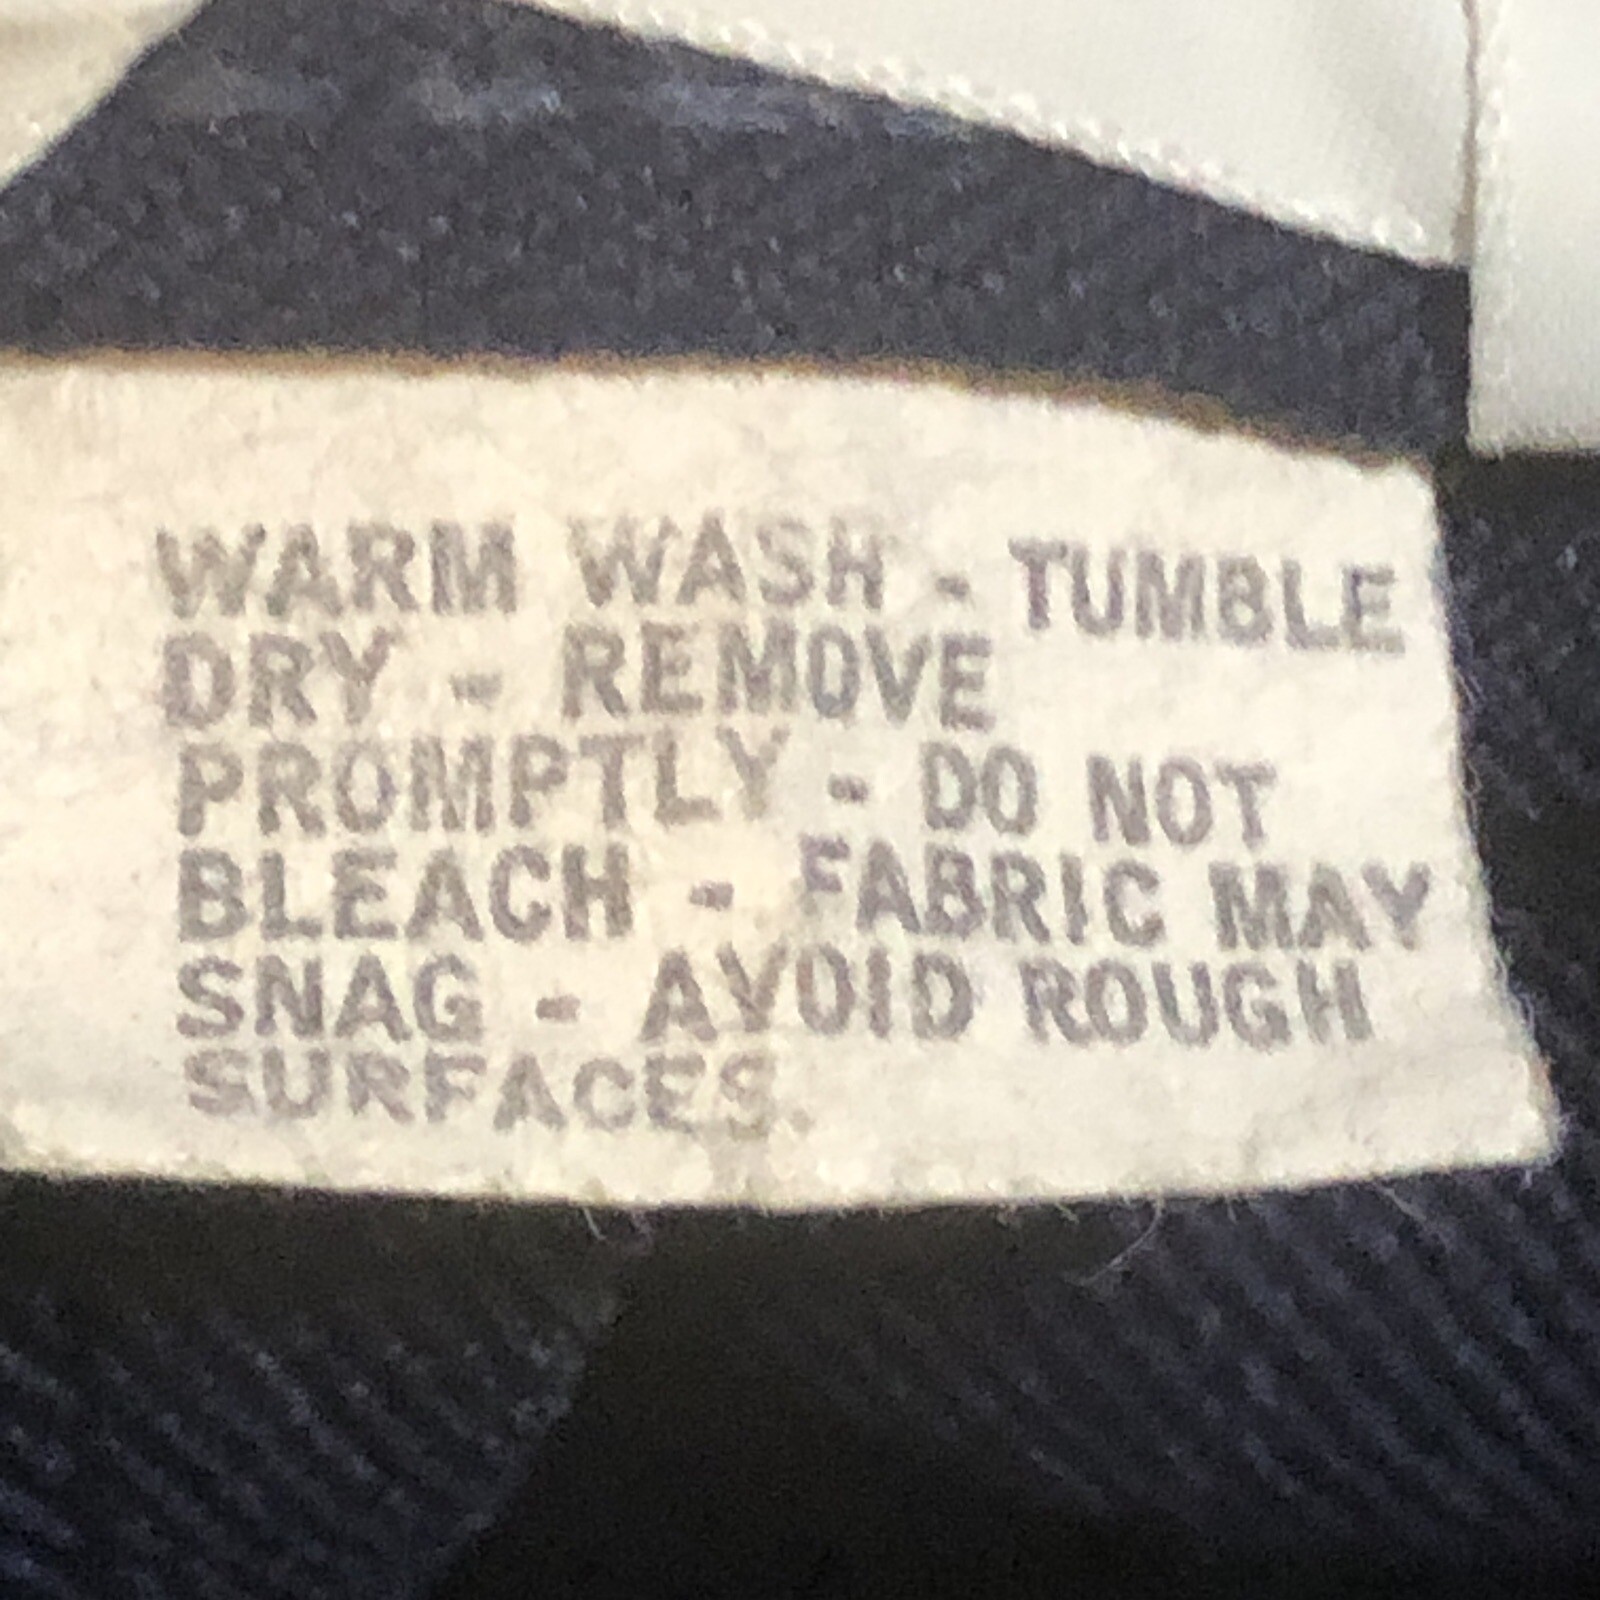 WARM WASH - TUMBLE
DRY - REMOVE
PROMPTLY - DO NOT
BLEACH - FABRIC MAY
SNAG - AVOID ROUGH
SURFACES.